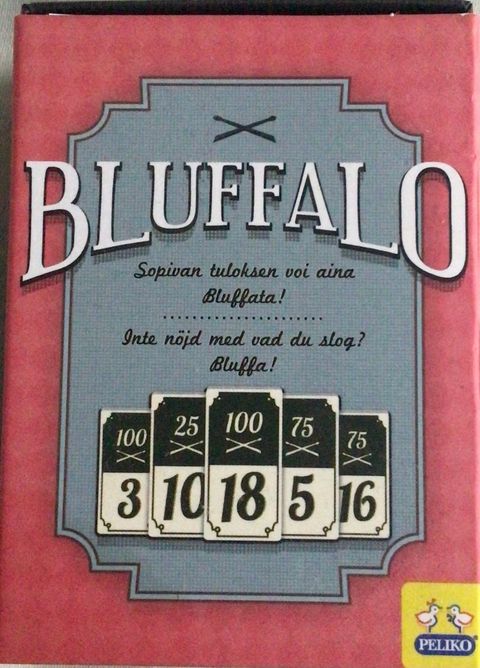 BLUFFALO
Sopivan tuloksen voi aina
Bluffata!
Inte nöjd med vad du slog?
Bluffa!
100 25 100 75 75
3 10 18 5 16
PELIKO